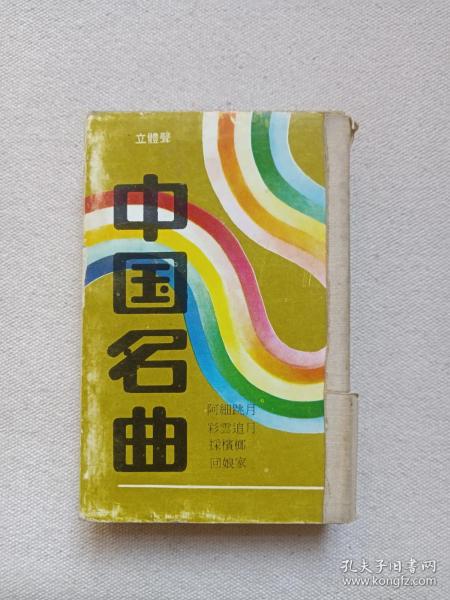 立體聲
中国名曲
阿細跳月
彩雲追月
採檳榔
回娘家
孔夫子旧书网
www.kongfz.com